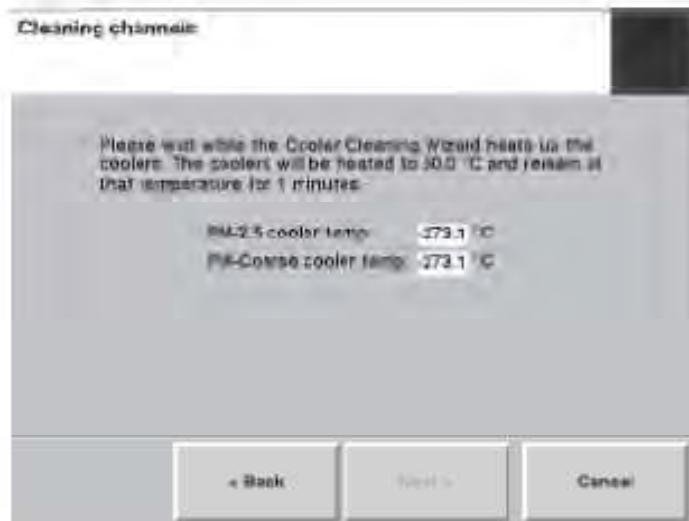 Cleaning channels
Please wait while the Cooler Cleaning Wizard heats up the
coolers. The coolers will be heated to 50.0 °C and remain at
that temperature for 1 minutes
PM-2.5 cooler temp: -273.1 °C
PM-Coarse cooler temp: -273.1 °C
< Back
Next >
Cancel